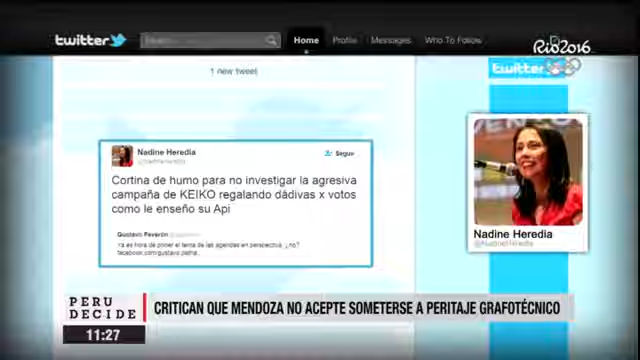 twitter
Home Profile Messages Who To Follow
Rio2016
1 new tweet
twitter
Nadine Heredia
Seguir
Cortina de humo para no investigar la agresiva
campaña de KEIKO regalando dádivas x votos
como le enseño su Api
Gustavo Faverón
Ya es hora de poner el tema de las agendas en perspectiva, ¿no?
Nadine Heredia
@NadineHeredia
PERU
DECIDE
CRITICAN QUE MENDOZA NO ACEPTE SOMETERSE A PERITAJE GRAFOTÉCNICO
11:27